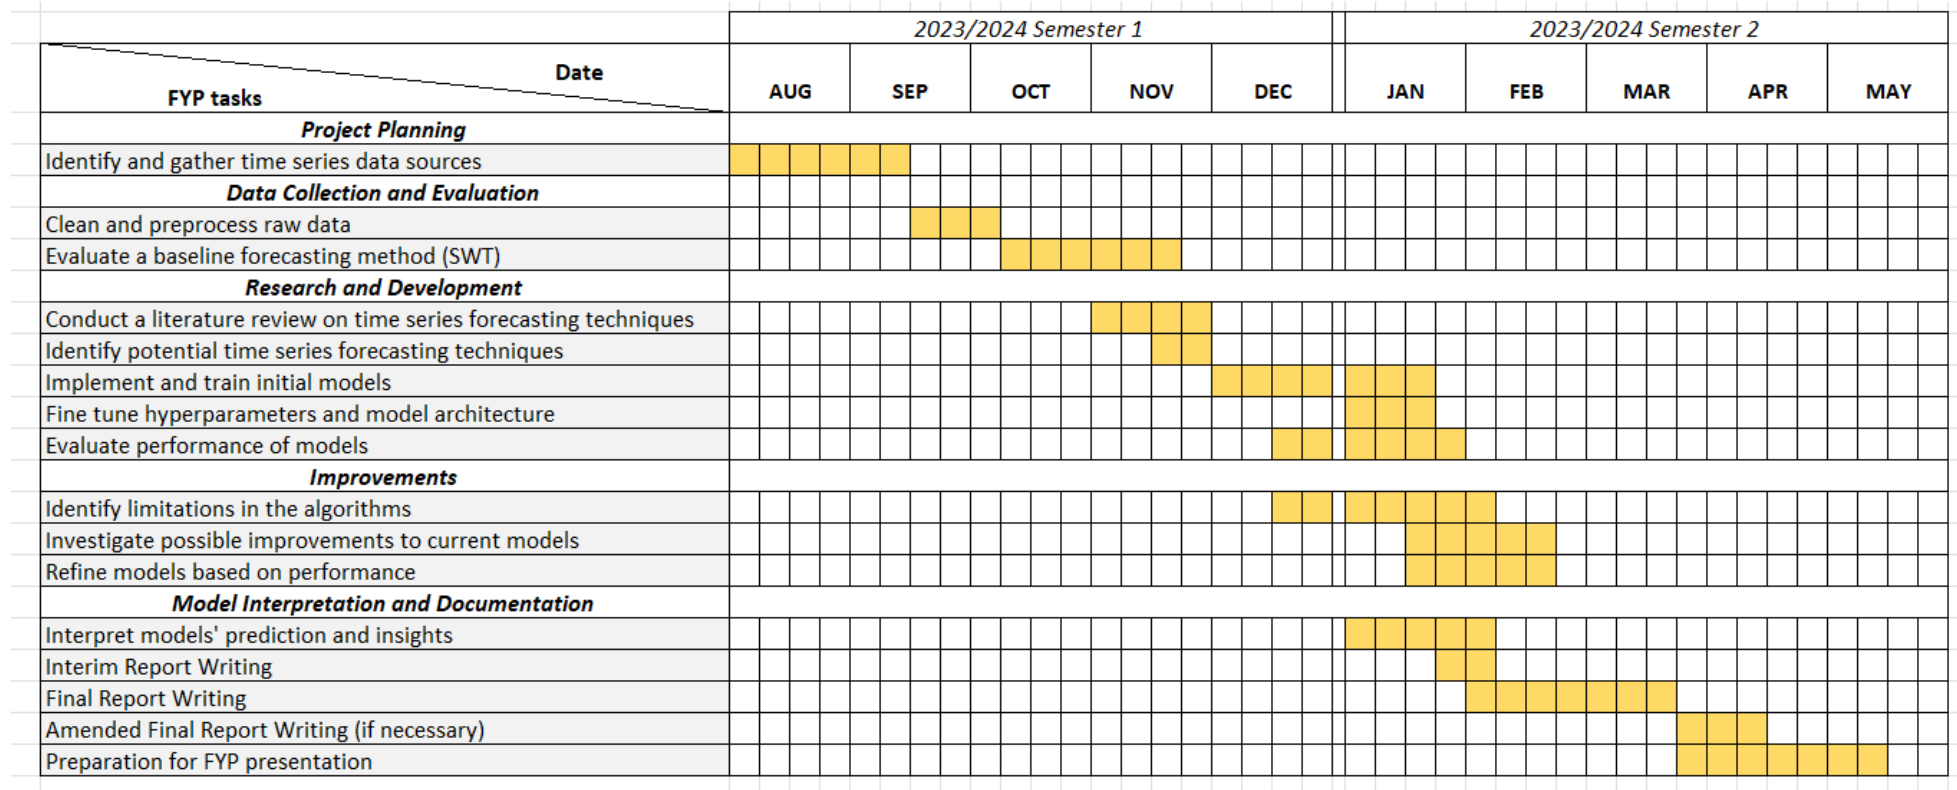 2023/2024 Semester 1 2023/2024 Semester 2
Date
FYP tasks
AUG SEP OCT NOV DEC JAN FEB MAR APR MAY
Project Planning
Identify and gather time series data sources
Data Collection and Evaluation
Clean and preprocess raw data
Evaluate a baseline forecasting method (SWT)
Research and Development
Conduct a literature review on time series forecasting techniques
Identify potential time series forecasting techniques
Implement and train initial models
Fine tune hyperparameters and model architecture
Evaluate performance of models
Improvements
Identify limitations in the algorithms
Investigate possible improvements to current models
Refine models based on performance
Model Interpretation and Documentation
Interpret models' prediction and insights
Interim Report Writing
Final Report Writing
Amended Final Report Writing (if necessary)
Preparation for FYP presentation